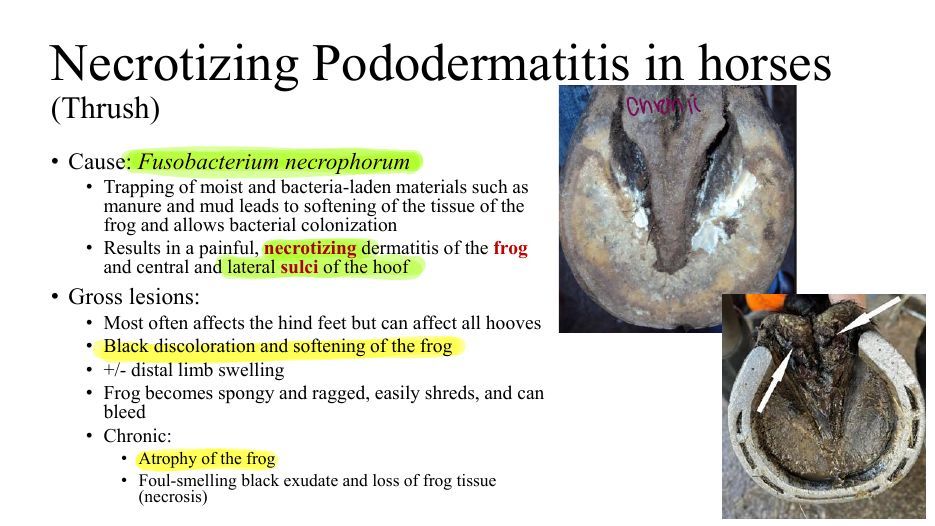 Necrotizing Pododermatitis in horses
(Thrush)
Chronic
• Cause: Fusobacterium necrophorum
• Trapping of moist and bacteria-laden materials such as
manure and mud leads to softening of the tissue of the
frog and allows bacterial colonization
• Results in a painful, necrotizing dermatitis of the frog
and central and lateral sulci of the hoof
• Gross lesions:
• Most often affects the hind feet but can affect all hooves
• Black discoloration and softening of the frog
• +/- distal limb swelling
• Frog becomes spongy and ragged, easily shreds, and can
bleed
• Chronic:
• Atrophy of the frog
• Foul-smelling black exudate and loss of frog tissue
(necrosis)